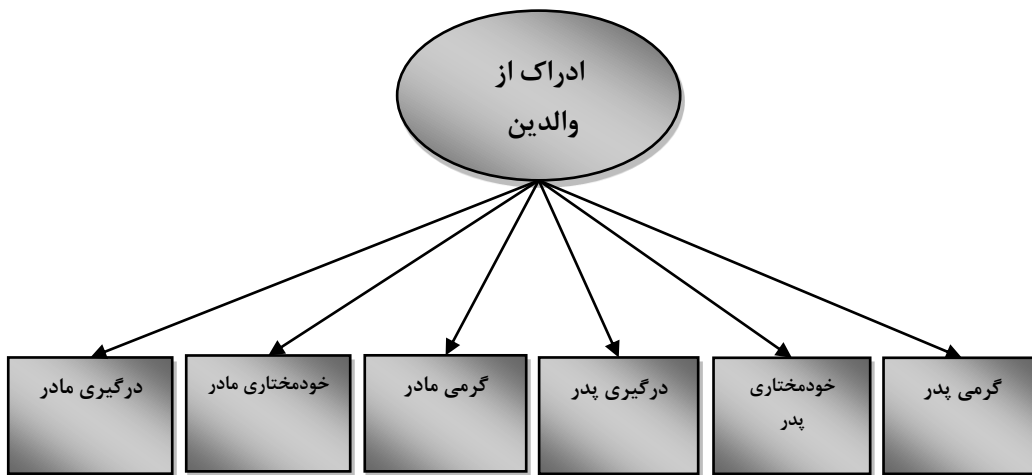 ادراک از
والدین
گرمی پدر
خودمختاری
پدر
درگیری پدر
گرمی مادر
خودمختاری مادر
درگیری مادر